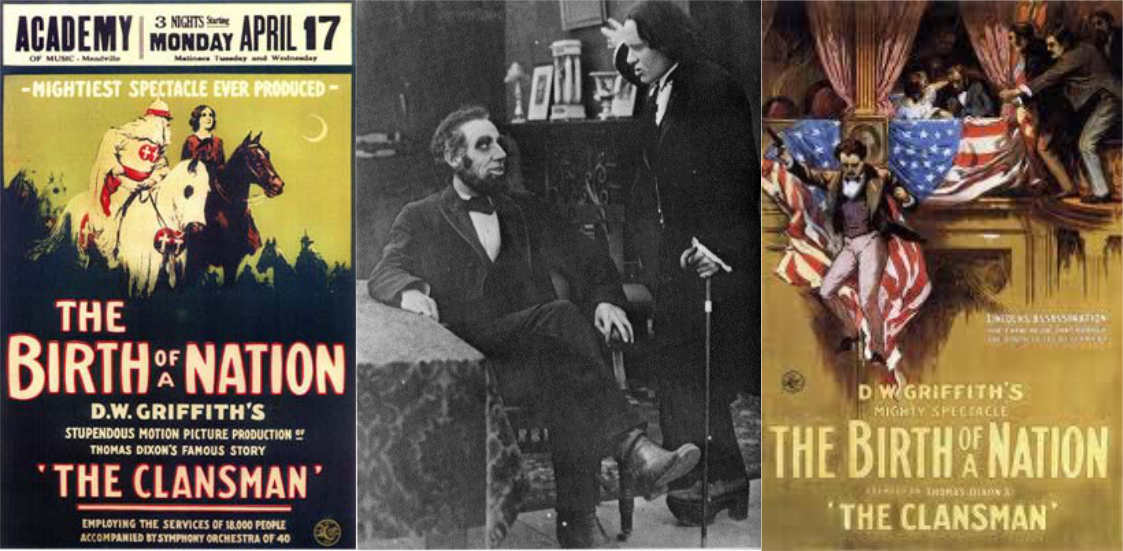 ACADEMY
OF MUSIC - Meadville
3 NIGHTS Starting
MONDAY APRIL 17
Matinees Tuesday and Wednesday
-MIGHTIEST SPECTACLE EVER PRODUCED-
THE
BIRTH OF A NATION
D.W. GRIFFITH'S
STUPENDOUS MOTION PICTURE PRODUCTION OF
THOMAS DIXON'S FAMOUS STORY
'THE CLANSMAN'
EMPLOYING THE SERVICES OF 18,000 PEOPLE
ACCOMPANIED BY SYMPHONY ORCHESTRA OF 40
LINCOLN'S ASSASSINATION
D.W. GRIFFITH'S
MIGHTY SPECTACLE
THE BIRTH OF A NATION
THOMAS DIXON'S
'THE CLANSMAN'